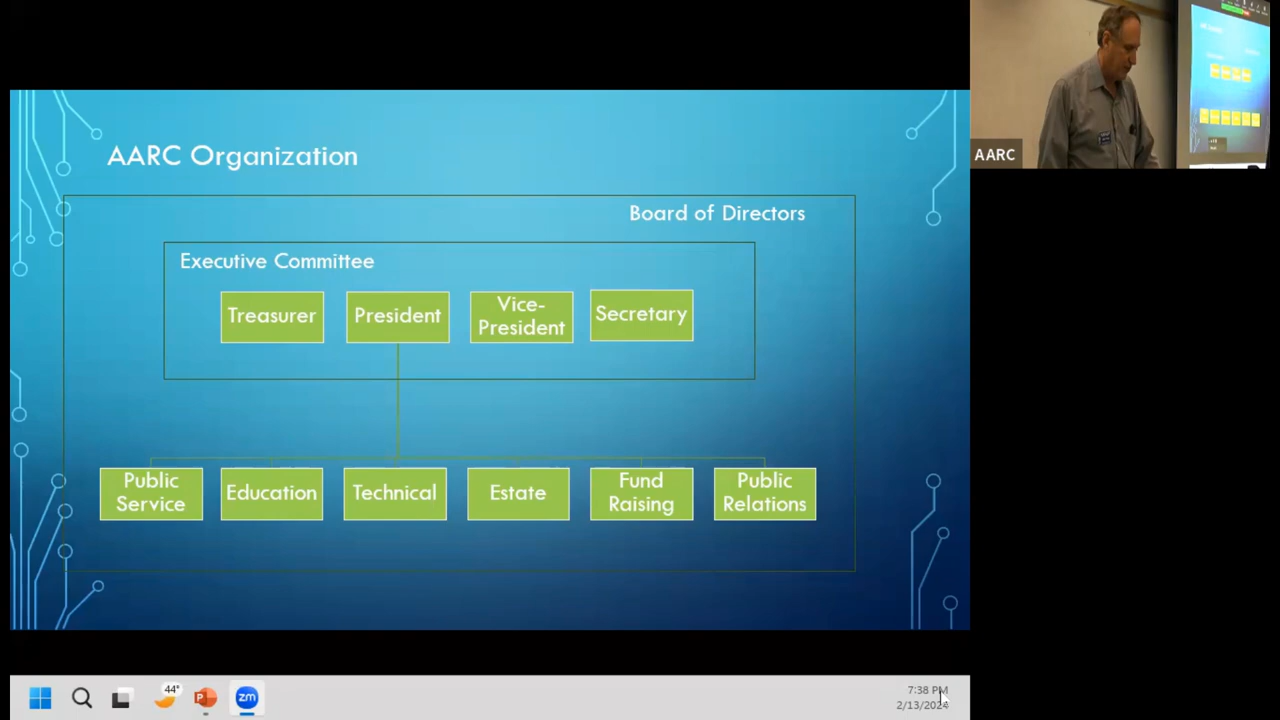 AARC Organization
Board of Directors
Executive Committee
Treasurer
President
Vice-
President
Secretary
Public
Service
Education
Technical
Estate
Fund
Raising
Public
Relations
AARC
44°
P
zm
7:38 PM
2/13/2024